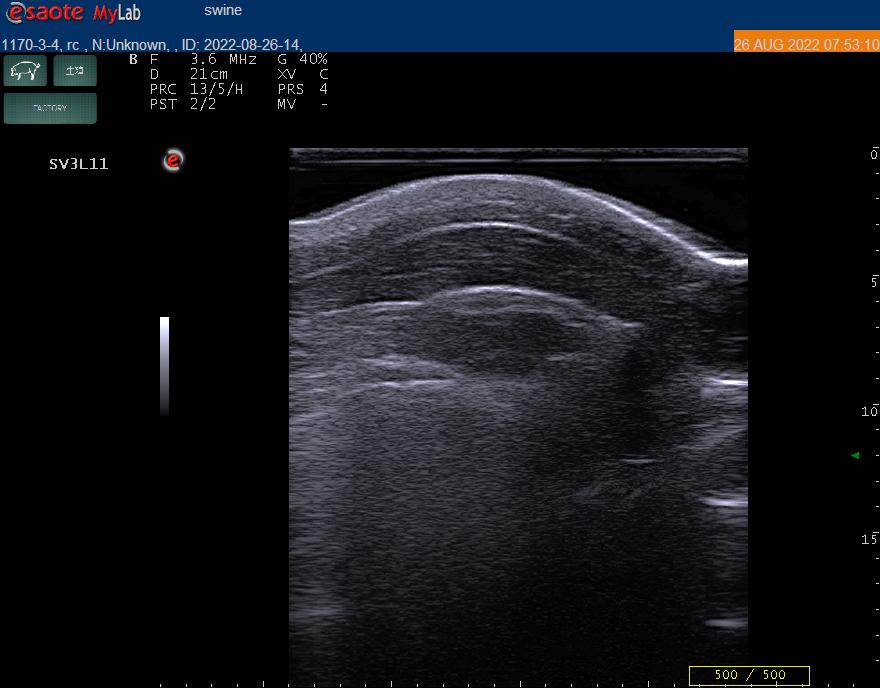 esaote MyLab
swine
1170-3-4, rc , N:Unknown, , ID: 2022-08-26-14,
26 AUG 2022 07:53:10
B F 3.6 MHz G 40%
D 21cm XV C
PRC 13/5/H PRS 4
PST 2/2 MV -
土猪
FACTORY
SV3L11
e
0
5
10
15
500 / 500